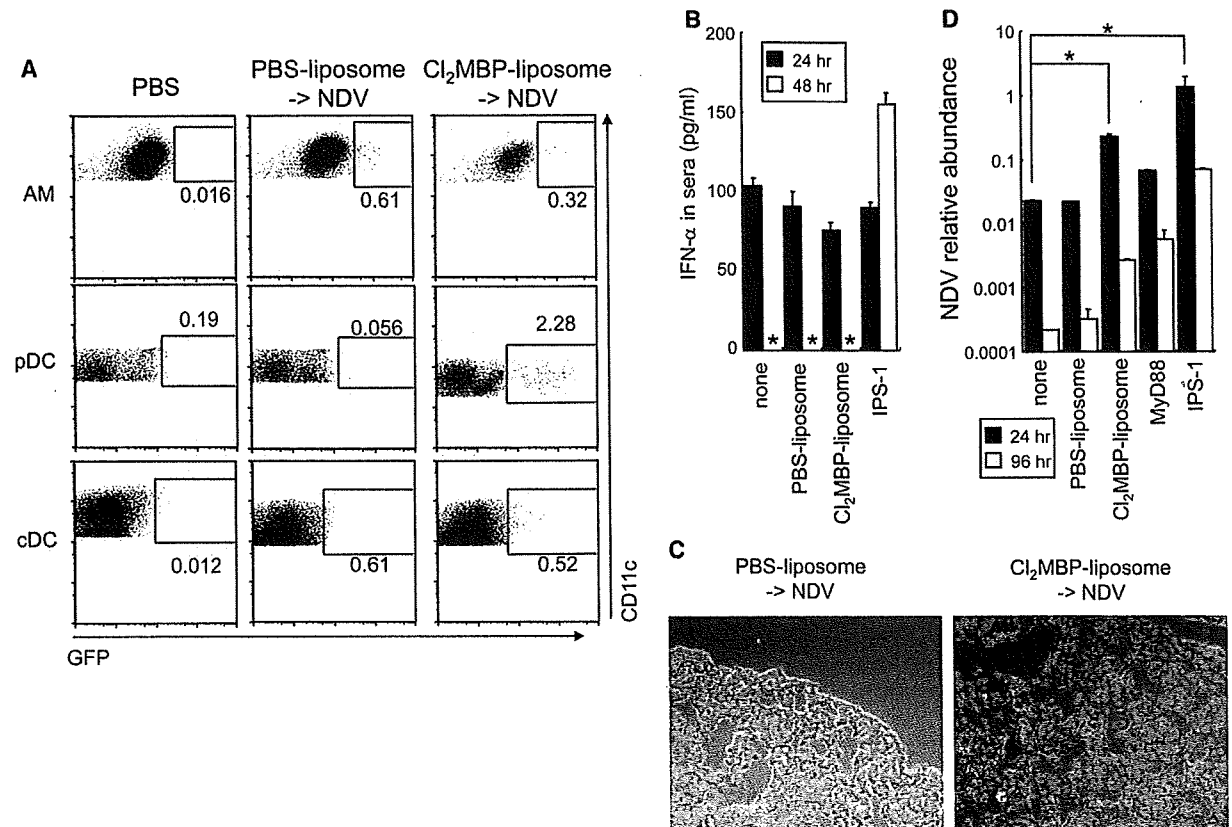 A
PBS
PBS-liposome
-> NDV
Cl₂MBP-liposome
-> NDV
AM
0.016
0.61
0.32
pDC
0.19
0.056
2.28
cDC
0.012
0.61
0.52
CD11c
GFP
B
200
150
100
50
0
IFN-α in sera (pg/ml)
24 hr
48 hr
* * *
none
PBS-liposome
Cl₂MBP-liposome
IPS-1
D
10
1
0.1
0.01
0.001
0.0001
NDV relative abundance
*
*
none
PBS-liposome
Cl₂MBP-liposome
MyD88
IPS-1
24 hr
96 hr
C
PBS-liposome
-> NDV
Cl₂MBP-liposome
-> NDV